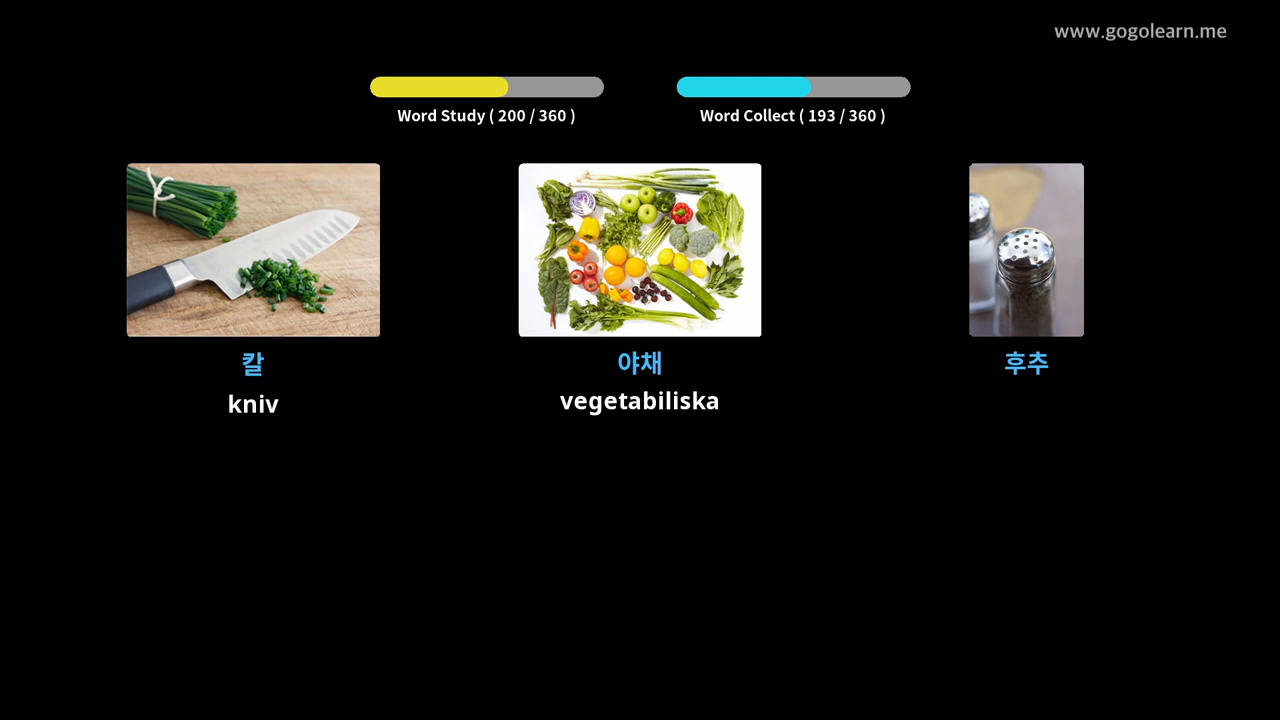 www.gogolearn.me
Word Study ( 200 / 360 )
Word Collect ( 193 / 360 )
칼
kniv
야채
vegetabiliska
후추